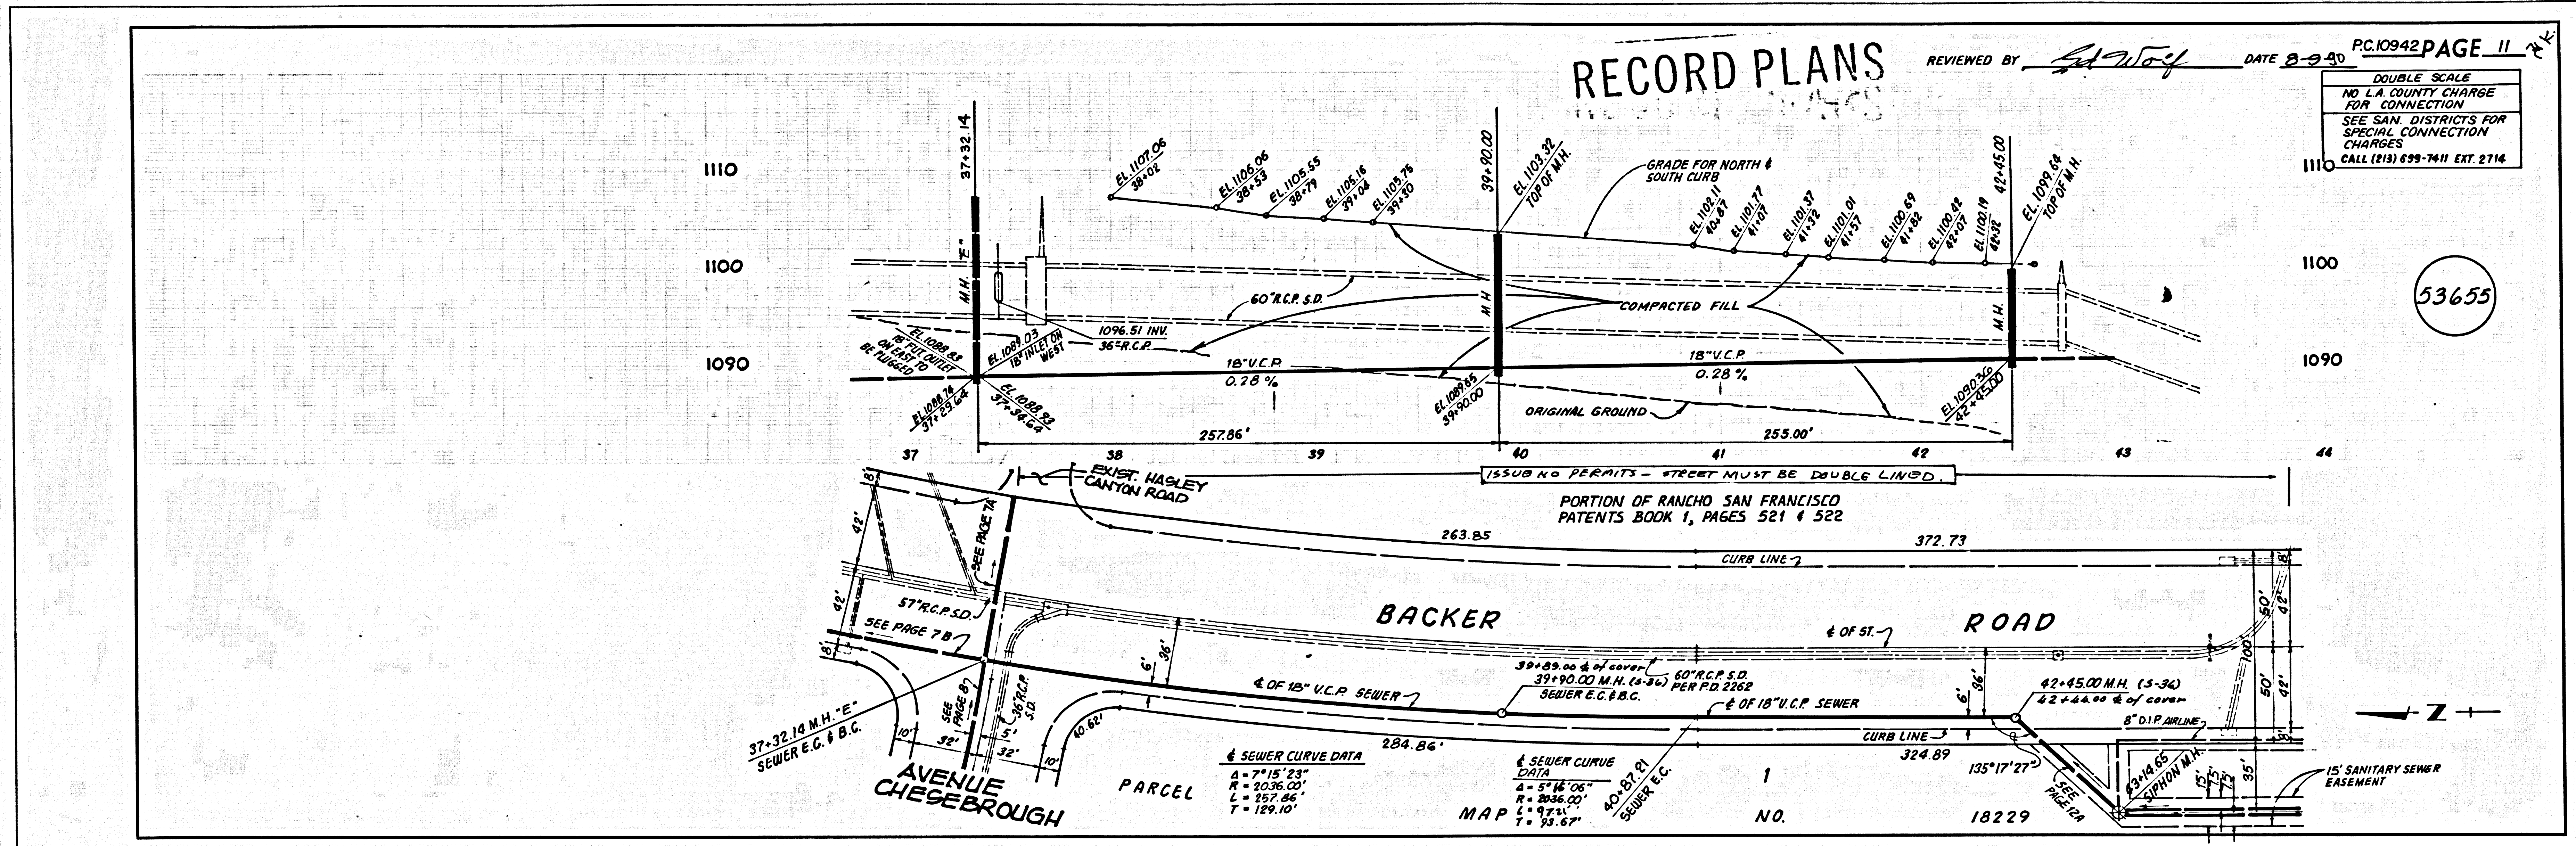 RECORD PLANS
REVIEWED BY Ed Wolf DATE 8-9-90
P.C. 10942 PAGE 11
DOUBLE SCALE
NO L.A. COUNTY CHARGE
FOR CONNECTION
SEE SAN. DISTRICTS FOR
SPECIAL CONNECTION
CHARGES
CALL (213) 699-7411 EXT. 2714
53655
1110
1100
1090
1110
1100
1090
37+32.14
M.H. "E"
EL. 1107.06
38+02
EL. 1106.06
38+53
EL. 1105.55
38+79
EL. 1105.16
39+04
EL. 1105.75
39+30
39+90.00
M.H.
EL. 1103.32
TOP OF M.H.
GRADE FOR NORTH &
SOUTH CURB
EL. 1102.11
40+87
EL. 1101.77
41+07
EL. 1101.37
41+32
EL. 1101.01
41+57
EL. 1100.69
41+82
EL. 1100.42
42+07
EL. 1100.19
42+32
42+45.00
M.H.
EL. 1099.64
TOP OF M.H.
60" R.C.P. S.D.
COMPACTED FILL
1096.51 INV.
36" R.C.P.
EL. 1088.83
18" FUT. OUTLET
ON EAST TO
BE PLUGGED
EL. 1089.03
18" INLET ON
WEST
EL. 1088.74
37+29.64
EL. 1088.93
37+34.64
18" V.C.P.
0.28 %
18" V.C.P.
0.28 %
EL. 1089.65
39+90.00
ORIGINAL GROUND
EL. 1090.36
42+45.00
257.86'
255.00'
37 38 39 40 41 42 43 44
EXIST. HASLEY
CANYON ROAD
ISSUE NO PERMITS - STREET MUST BE DOUBLE LINED.
PORTION OF RANCHO SAN FRANCISCO
PATENTS BOOK 1, PAGES 521 & 522
8'
42'
42'
8'
SEE PAGE 7A
263.85
372.73
CURB LINE
57" R.C.P. S.D.
SEE PAGE 7B
BACKER ROAD
℄ OF ST.
6'
36'
39+89.00 ℄ of cover
39+90.00 M.H. (S-36)
SEWER E.C. & B.C.
60" R.C.P. S.D.
PER P.D. 2262
36'
6'
42+45.00 M.H. (S-36)
42+44.00 ℄ of cover
8'
42'
50'
100'
50'
42'
8'
35'
N
℄ OF 18" V.C.P. SEWER
℄ OF 18" V.C.P. SEWER
8" D.I.P. AIRLINE
CURB LINE
SEE
PAGE 8
36" R.C.P.
S.D.
37+32.14 M.H. "E"
SEWER E.C. & B.C.
10'
32'
5'
32'
10'
40.62'
284.86'
324.89
135°17'27"
SEE
PAGE 12A
43+14.65
SIPHON M.H.
15'
7.5'
7.5'
15' SANITARY SEWER
EASEMENT
AVENUE
CHESEBROUGH
PARCEL 1
℄ SEWER CURVE DATA
Δ = 7°15'23"
R = 2036.00'
L = 257.86'
T = 129.10'
℄ SEWER CURVE
DATA
R = 2036.00'
L = 97.21'
T = 93.67'
40+87.21
SEWER E.C.
MAP NO. 18229